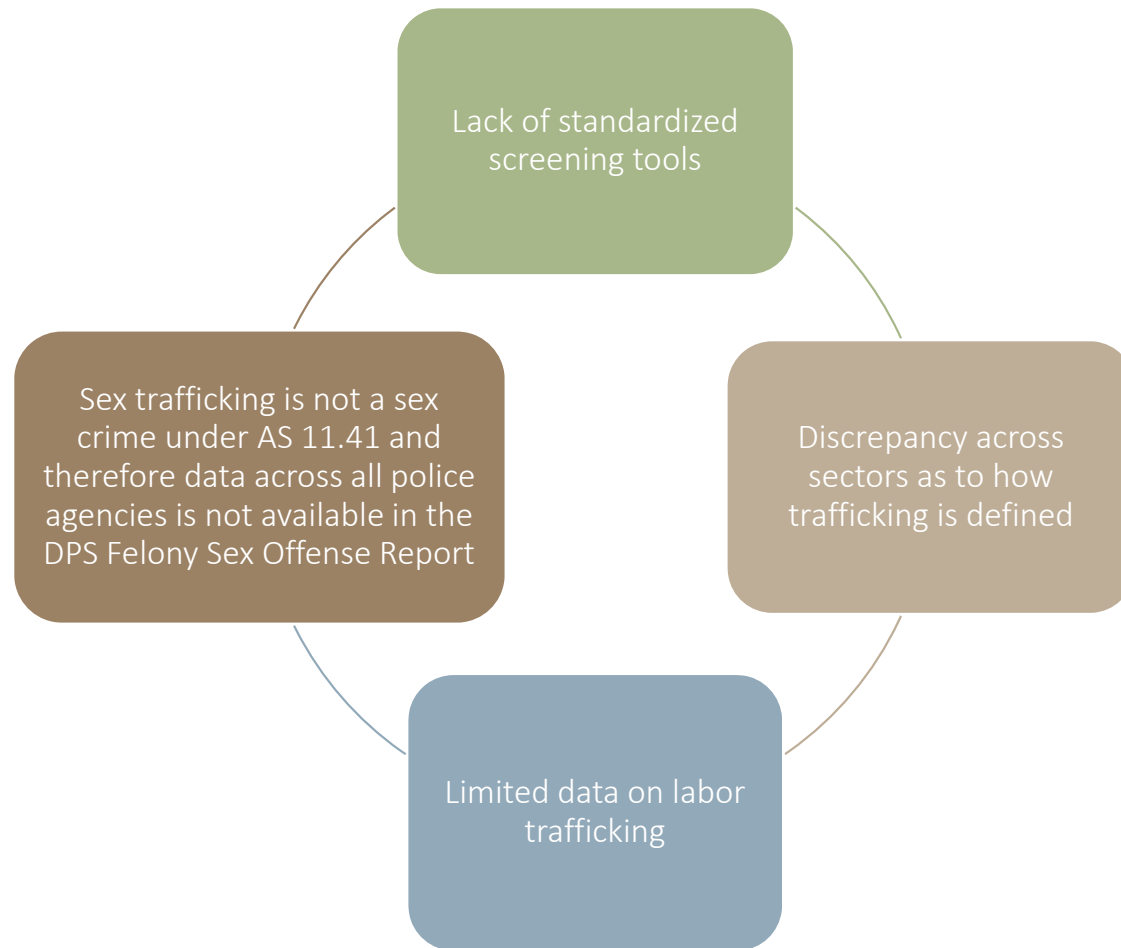 Lack of standardized
screening tools
Sex trafficking is not a sex
crime under AS 11.41 and
therefore data across all police
agencies is not available in the
DPS Felony Sex Offense Report
Discrepancy across
sectors as to how
trafficking is defined
Limited data on labor
trafficking